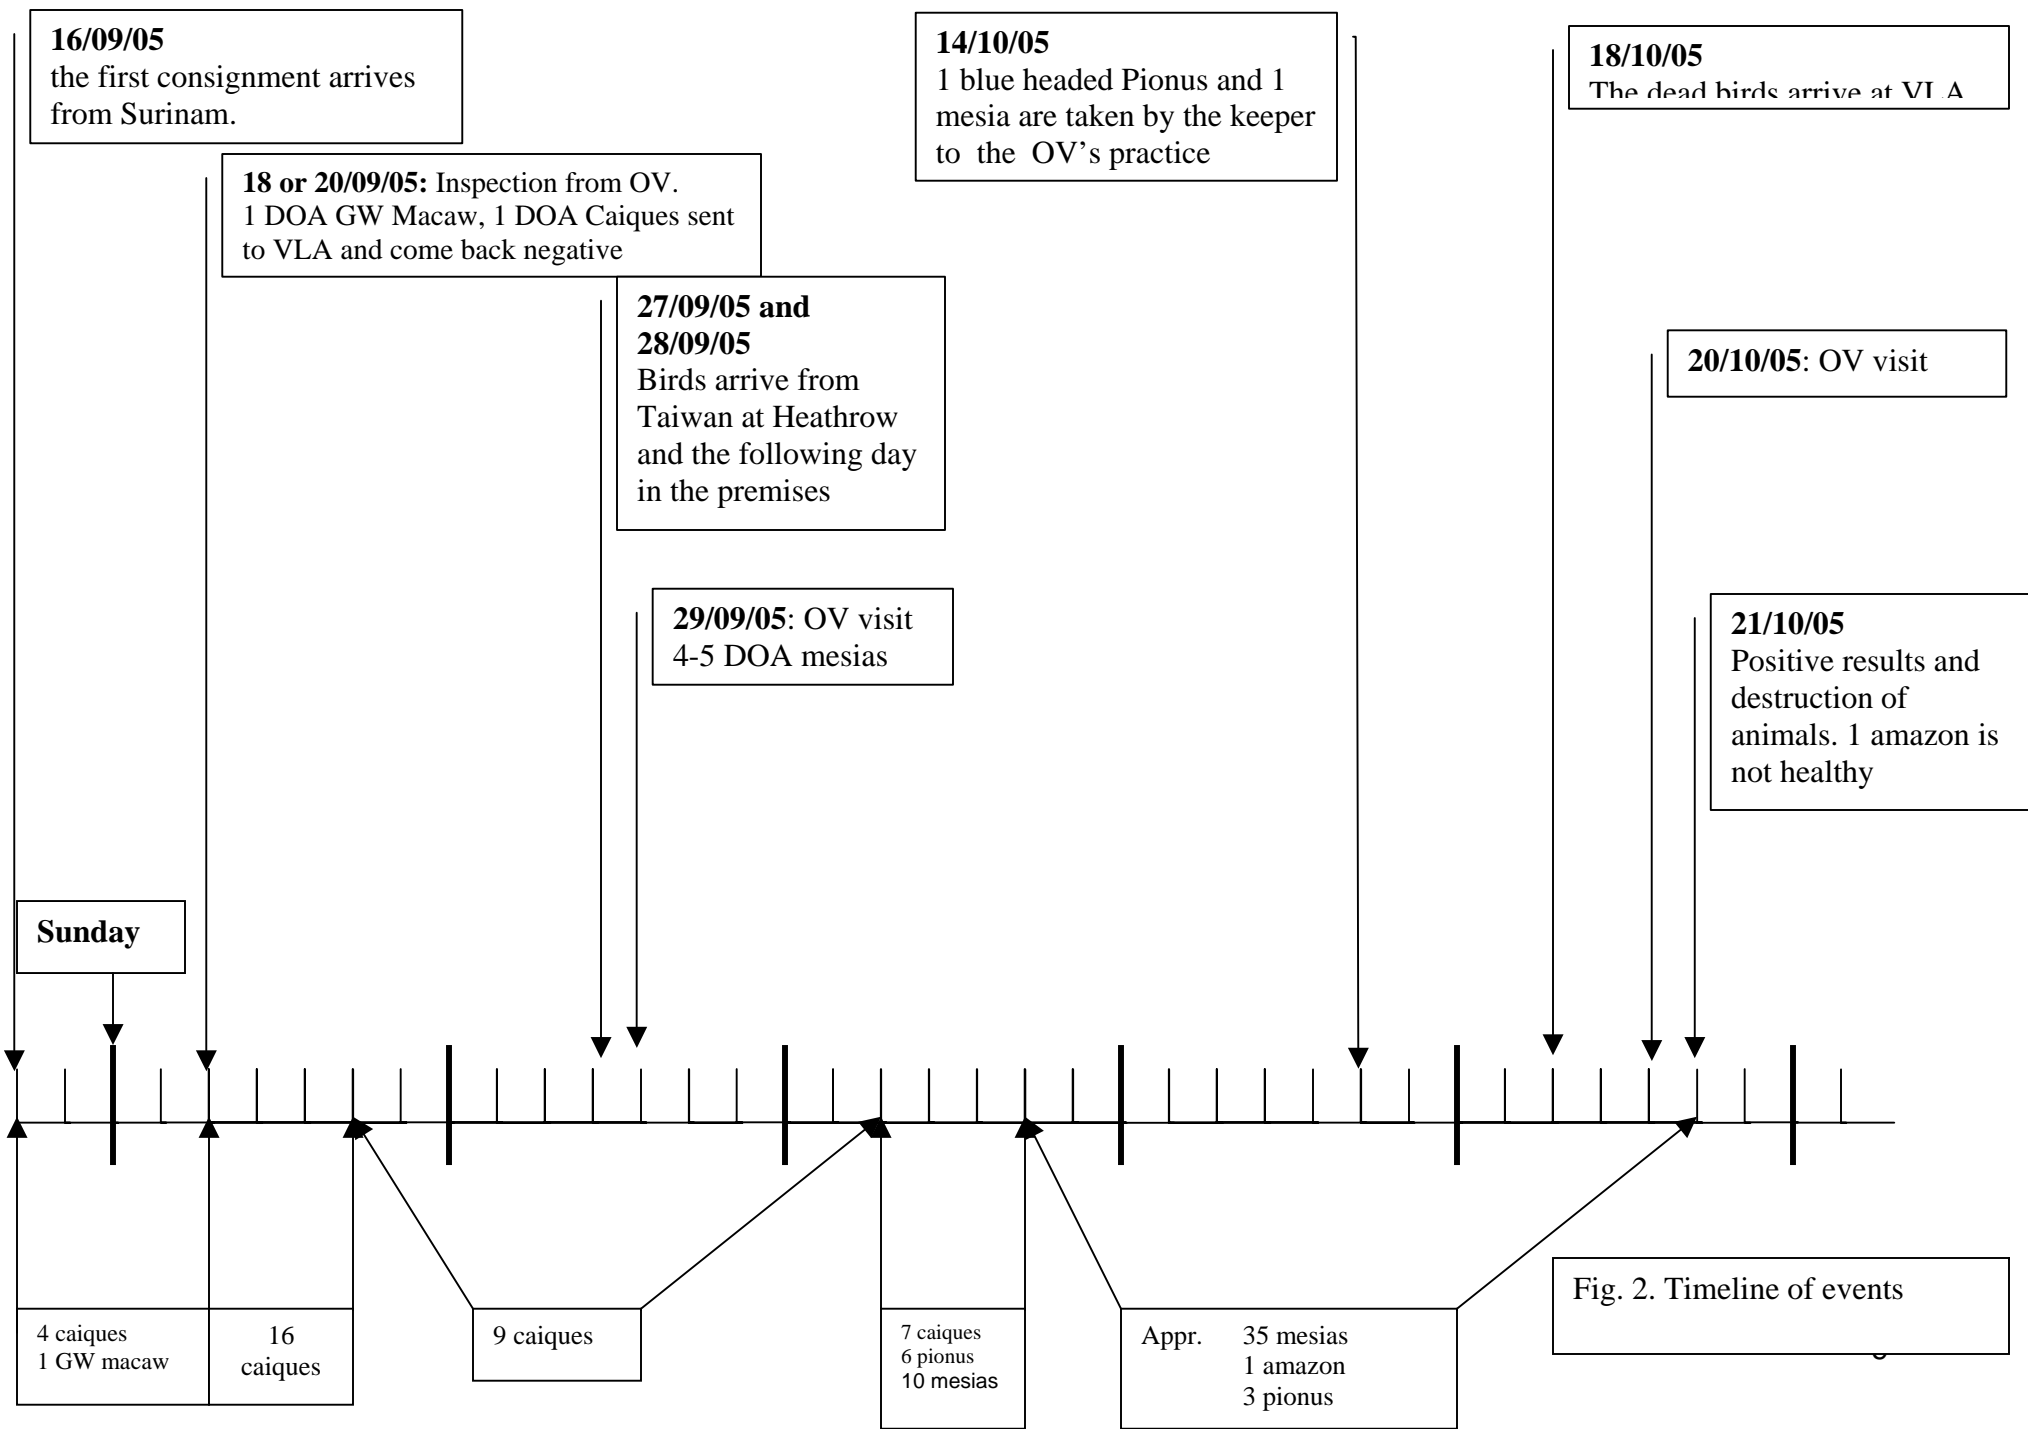 16/09/05
the first consignment arrives
from Surinam.
18 or 20/09/05: Inspection from OV.
1 DOA GW Macaw, 1 DOA Caiques sent
to VLA and come back negative
27/09/05 and
28/09/05
Birds arrive from
Taiwan at Heathrow
and the following day
in the premises
29/09/05: OV visit
4-5 DOA mesias
14/10/05
1 blue headed Pionus and 1
mesia are taken by the keeper
to the OV's practice
18/10/05
The dead birds arrive at VLA
20/10/05: OV visit
21/10/05
Positive results and
destruction of
animals. 1 amazon is
not healthy
Sunday
4 caiques
1 GW macaw
16
caiques
9 caiques
7 caiques
6 pionus
10 mesias
Appr. 35 mesias
1 amazon
3 pionus
Fig. 2. Timeline of events